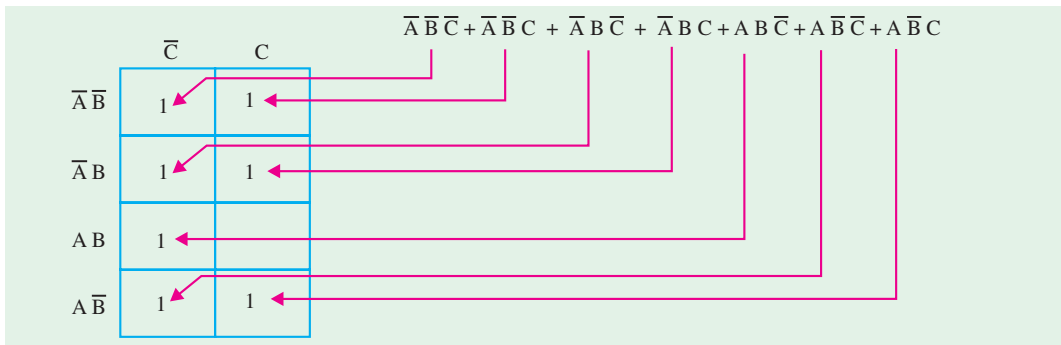 A̅ B̅ C̅ + A̅ B̅ C + A̅ B C̅ + A̅ B C + A B C̅ + A B̅ C̅ + A B̅ C
C̅ C
A̅ B̅ 1 1
A̅ B 1 1
A B 1
A B̅ 1 1